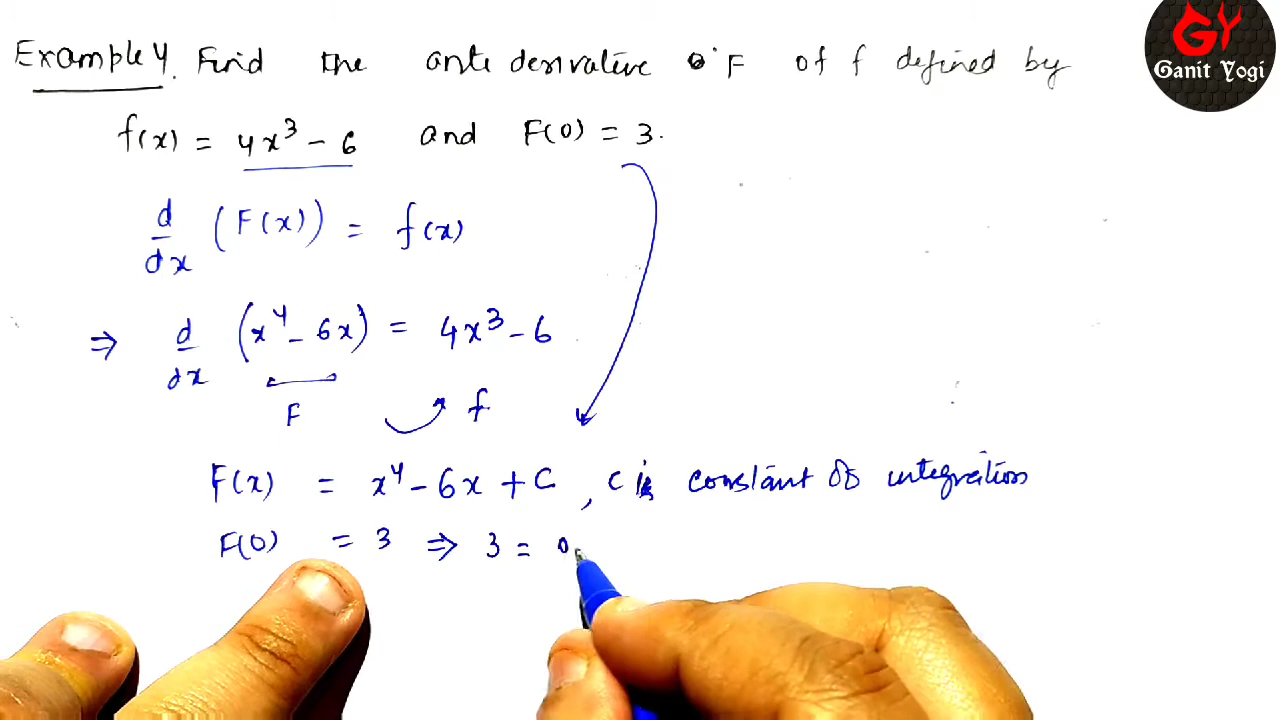 GY
Ganit Yogi
Example 4. Find the anti derivative F of f defined by
f(x) = 4x³ - 6 and F(0) = 3.
d/dx (F(x)) = f(x)
⇒ d/dx (x⁴ - 6x) = 4x³ - 6
F f
F(x) = x⁴ - 6x + C, C is constant of integration
F(0) = 3 ⇒ 3 = 0